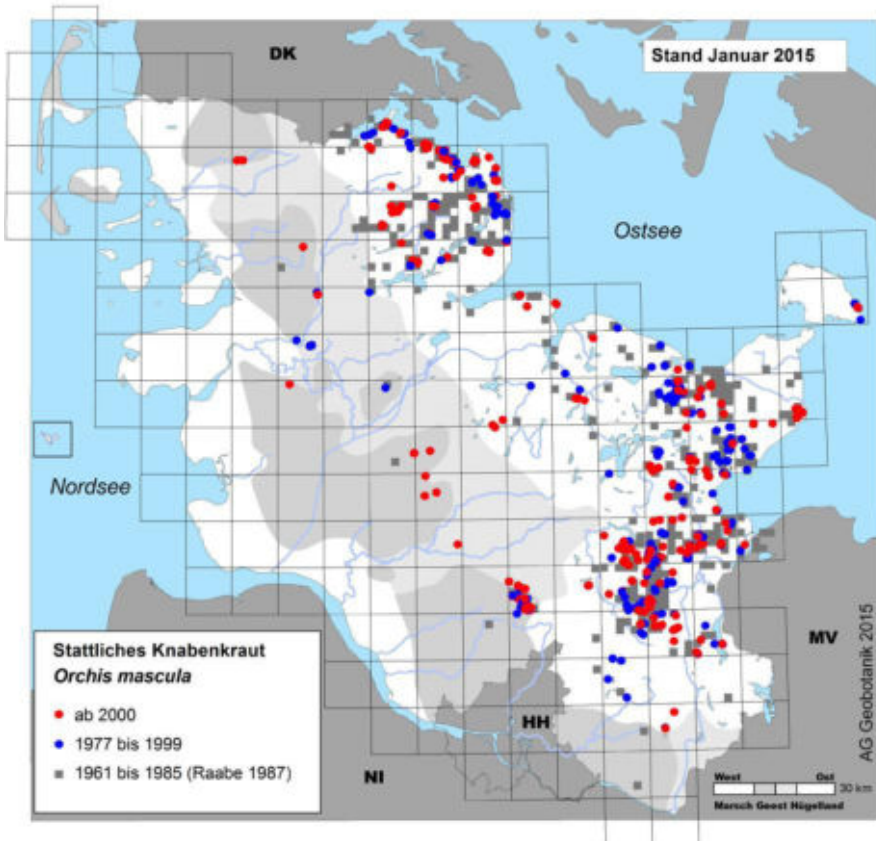 DK
Stand Januar 2015
Ostsee
Nordsee
Stattliches Knabenkraut
Orchis mascula
ab 2000
1977 bis 1999
1961 bis 1985 (Raabe 1987)
HH
NI
MV
AG Geobotanik 2015
West Ost
30 km
Marsch Geest Hügelland